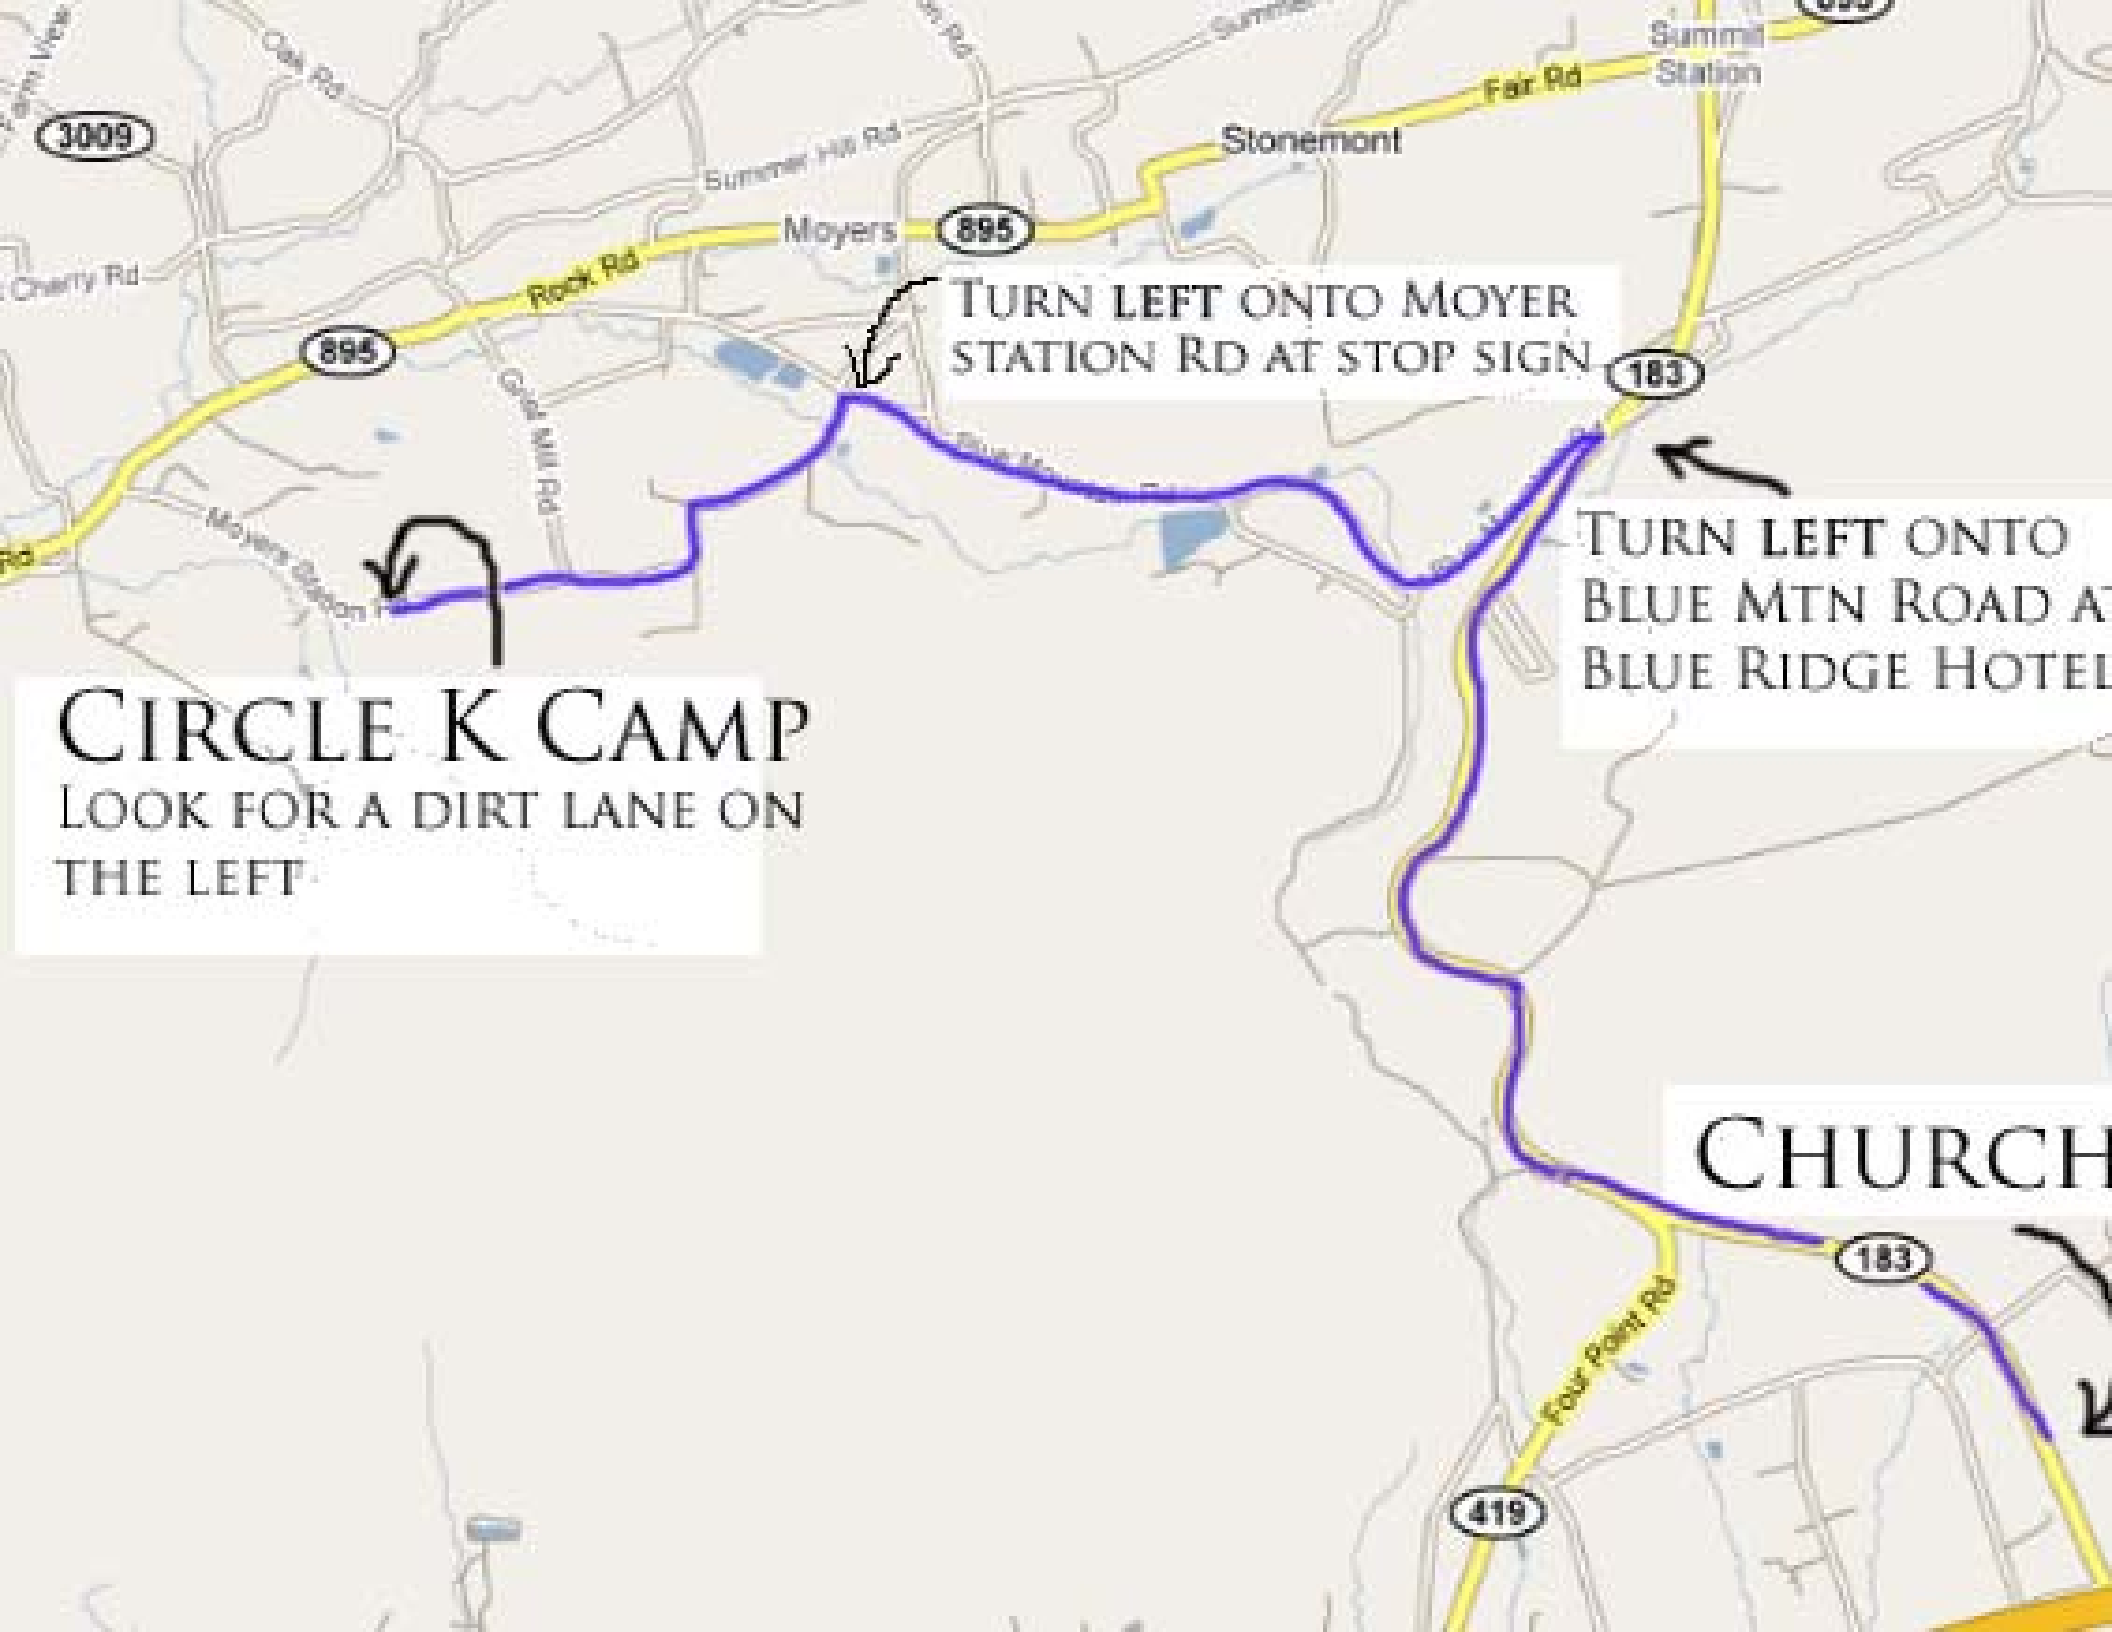 Oak Rd
Summit
Station
Fair Rd
3009
Stonemont
Summer Hill Rd
Moyers
895
Rock Rd
Cherry Rd
TURN LEFT ONTO MOYER
STATION RD AT STOP SIGN
895
183
Gold Mill Rd
Moyers Station
Rd
TURN LEFT ONTO
BLUE MTN ROAD AT
BLUE RIDGE HOTEL
CIRCLE K CAMP
LOOK FOR A DIRT LANE ON
THE LEFT
CHURCH
183
Four Point Rd
419